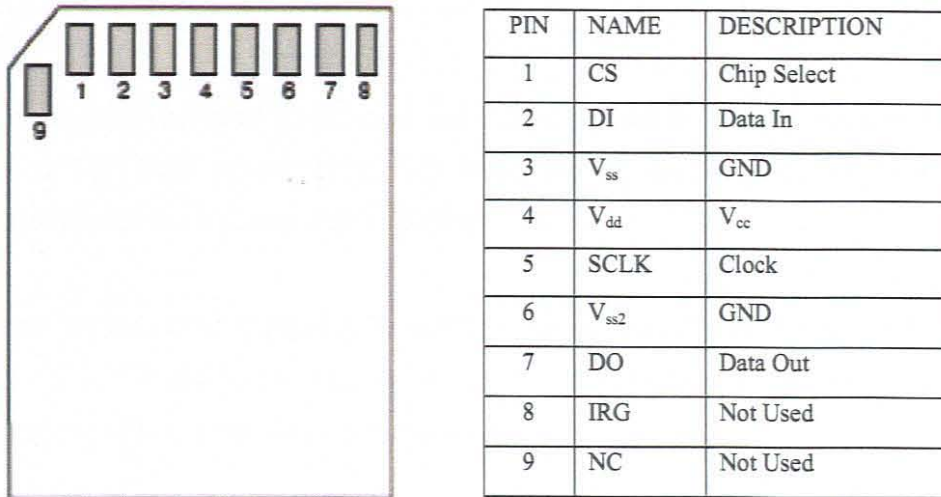 1 2 3 4 5 6 7 8
9
PIN NAME DESCRIPTION
1 CS Chip Select
2 DI Data In
3 Vss GND
4 Vdd Vcc
5 SCLK Clock
6 Vss2 GND
7 DO Data Out
8 IRG Not Used
9 NC Not Used